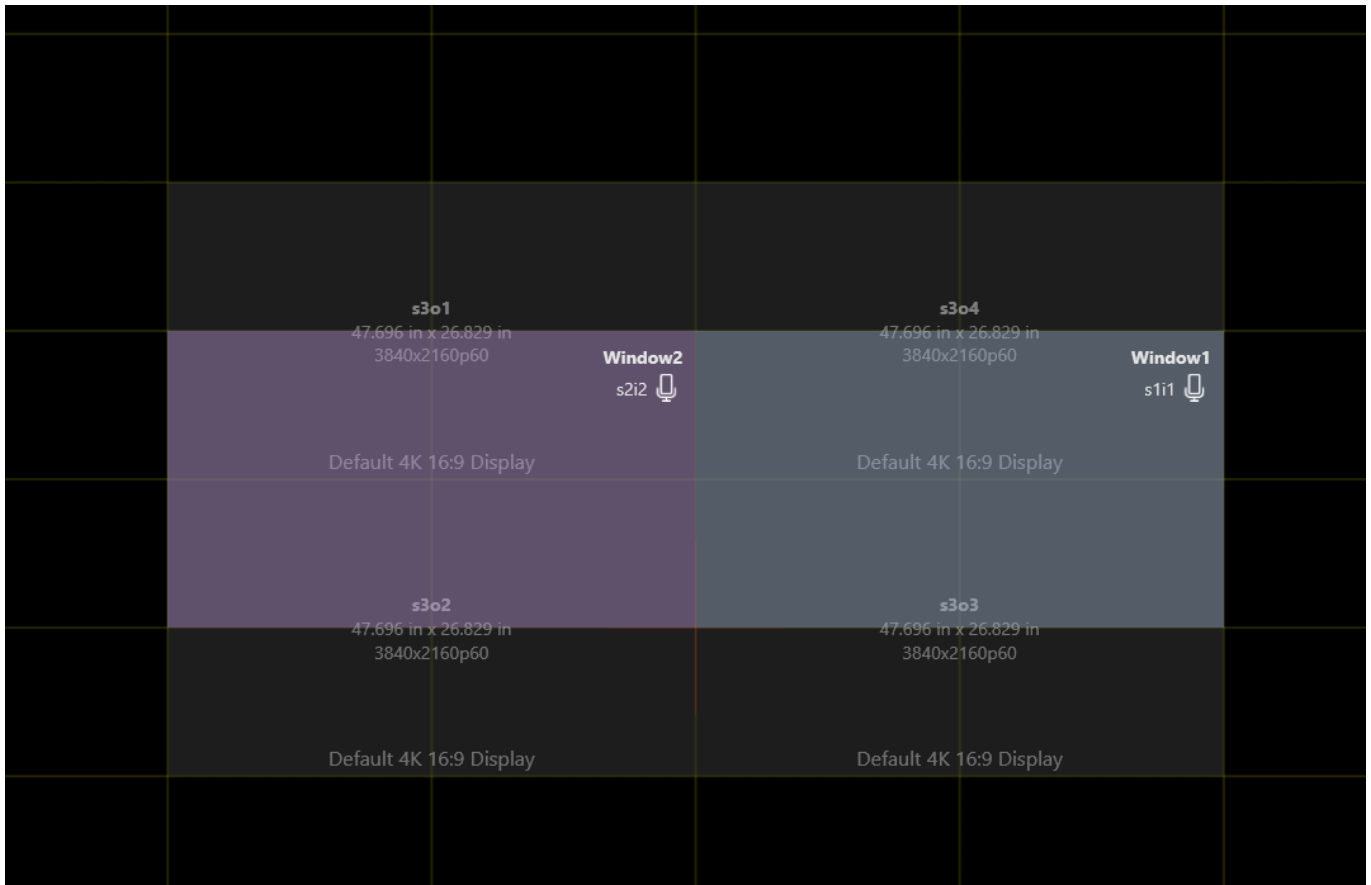 s3o1
47.696 in x 26.829 in
3840x2160p60
Window2
s2i2
Default 4K 16:9 Display
s3o4
47.696 in x 26.829 in
3840x2160p60
Window1
s1i1
Default 4K 16:9 Display
s3o2
47.696 in x 26.829 in
3840x2160p60
Default 4K 16:9 Display
s3o3
47.696 in x 26.829 in
3840x2160p60
Default 4K 16:9 Display